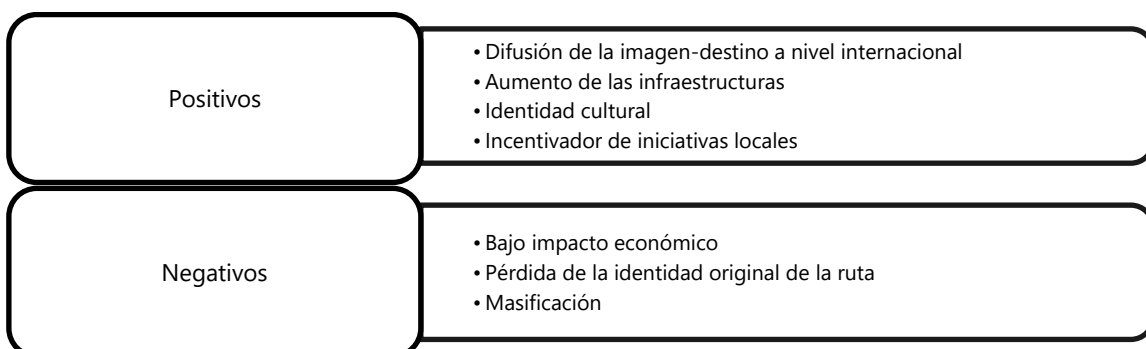 Positivos
• Difusión de la imagen-destino a nivel internacional
• Aumento de las infraestructuras
• Identidad cultural
• Incentivador de iniciativas locales
Negativos
• Bajo impacto económico
• Pérdida de la identidad original de la ruta
• Masificación